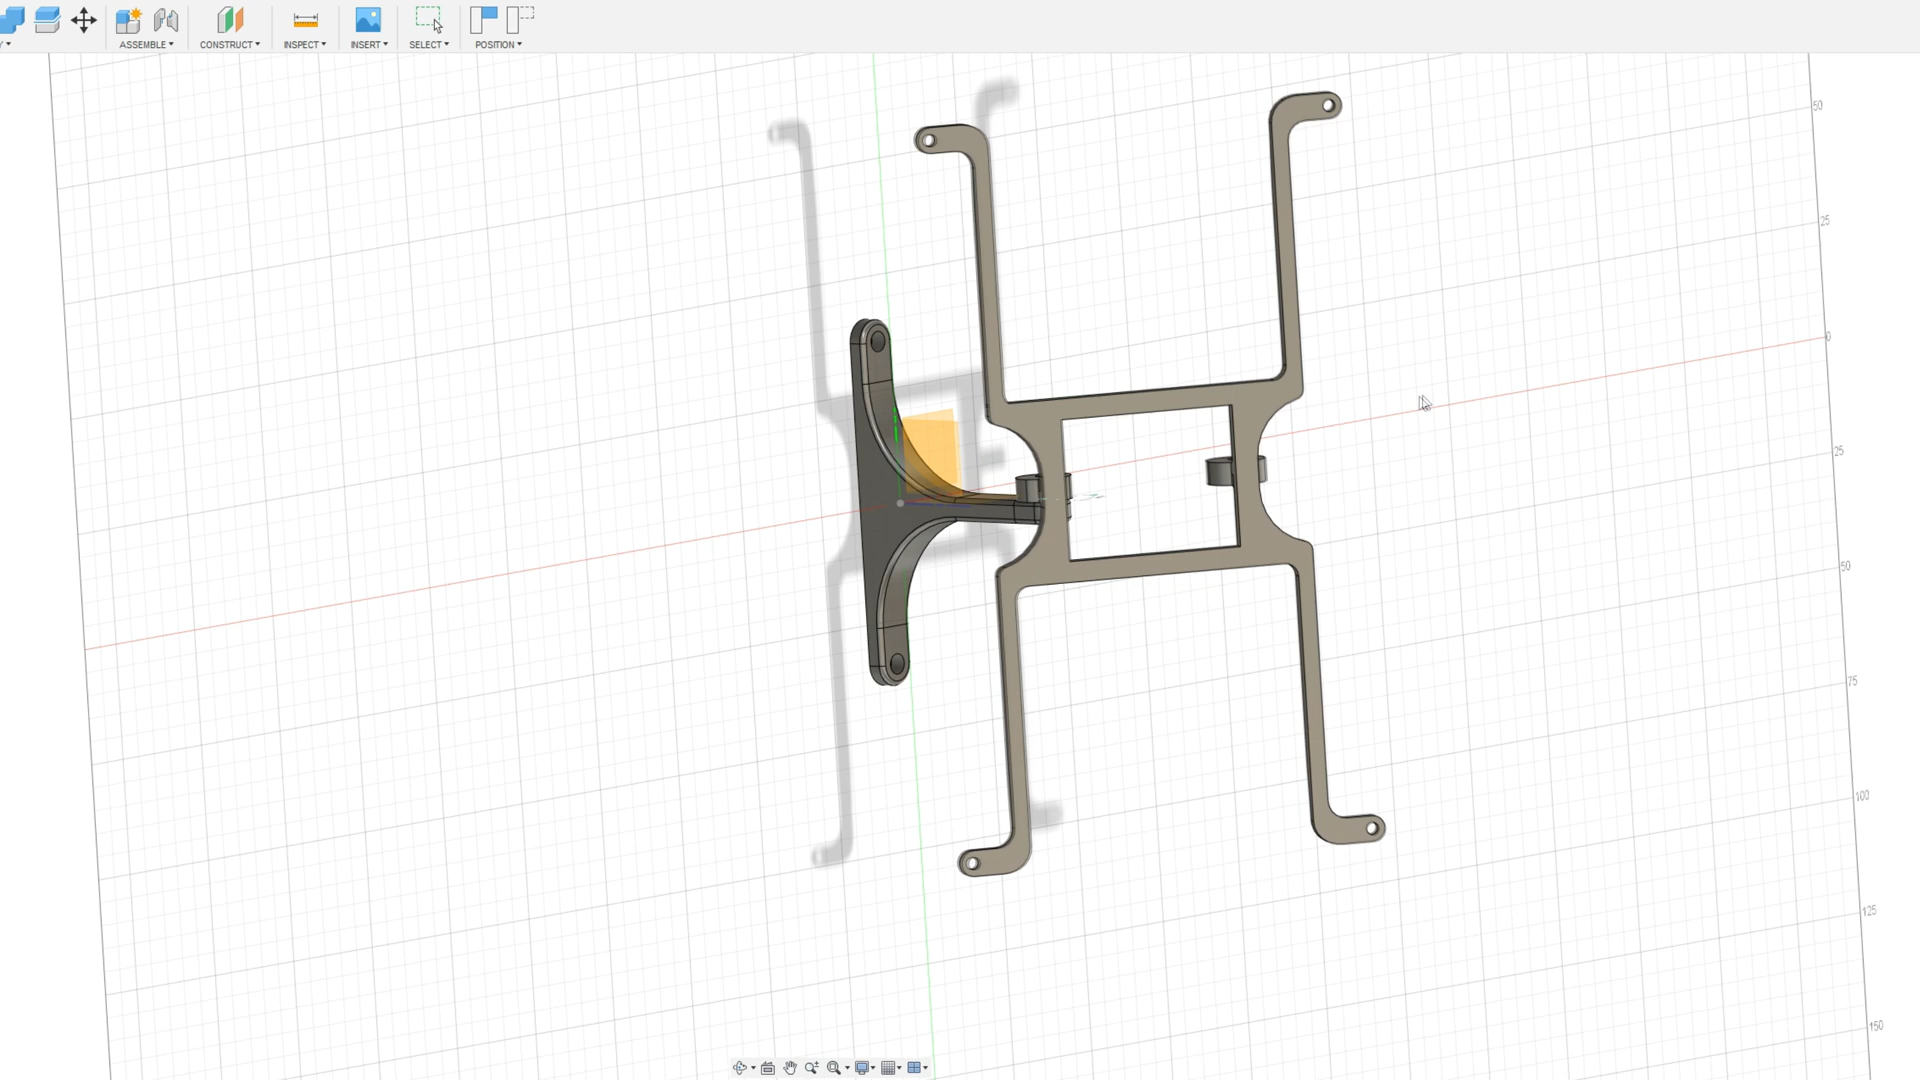 ASSEMBLE
CONSTRUCT
INSPECT
INSERT
SELECT
POSITION
50
25
0
25
50
75
100
125
150